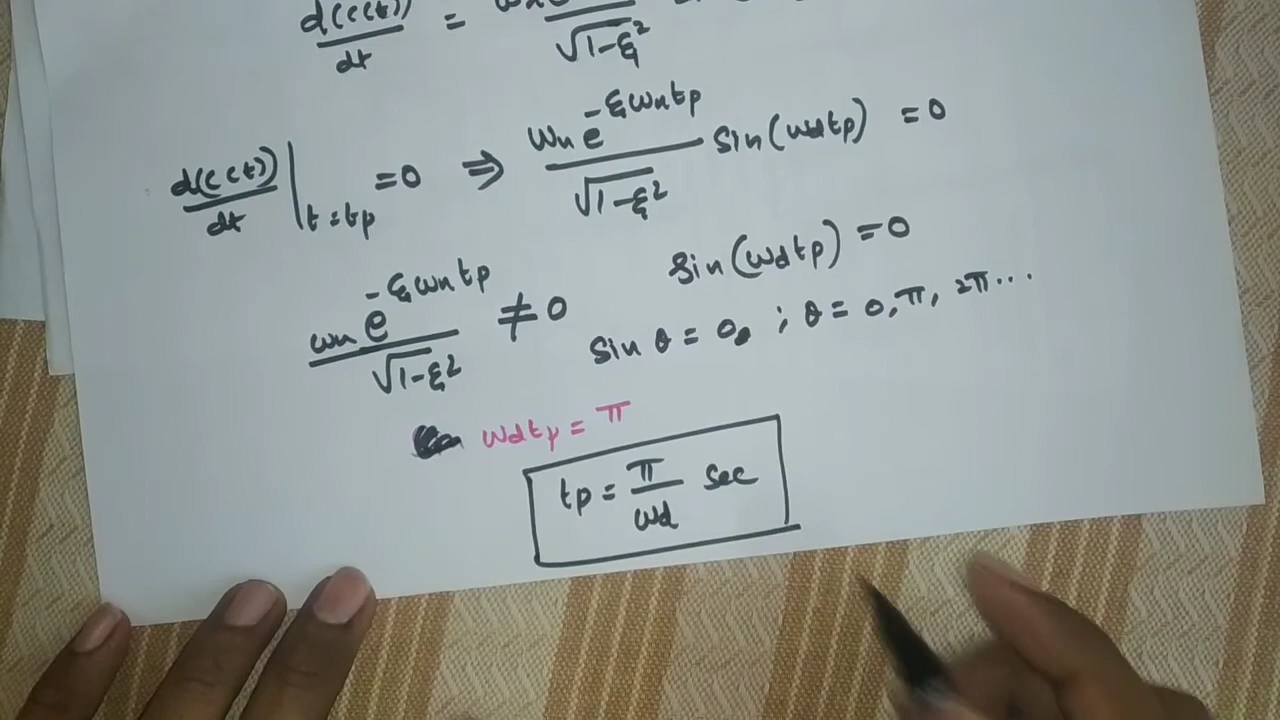 d(c(t))/dt = / √1-ξ²
d(c(t))/dt |t=tp = 0 ⇒ ωn e^-ξωntp / √1-ξ² sin(ωdtp) = 0
ωn e^-ξωntp / √1-ξ² ≠ 0
sin(ωdtp) = 0
sin θ = 0, ; θ = 0, π, 2π...
ωdtp = π
tp = π/ωd sec